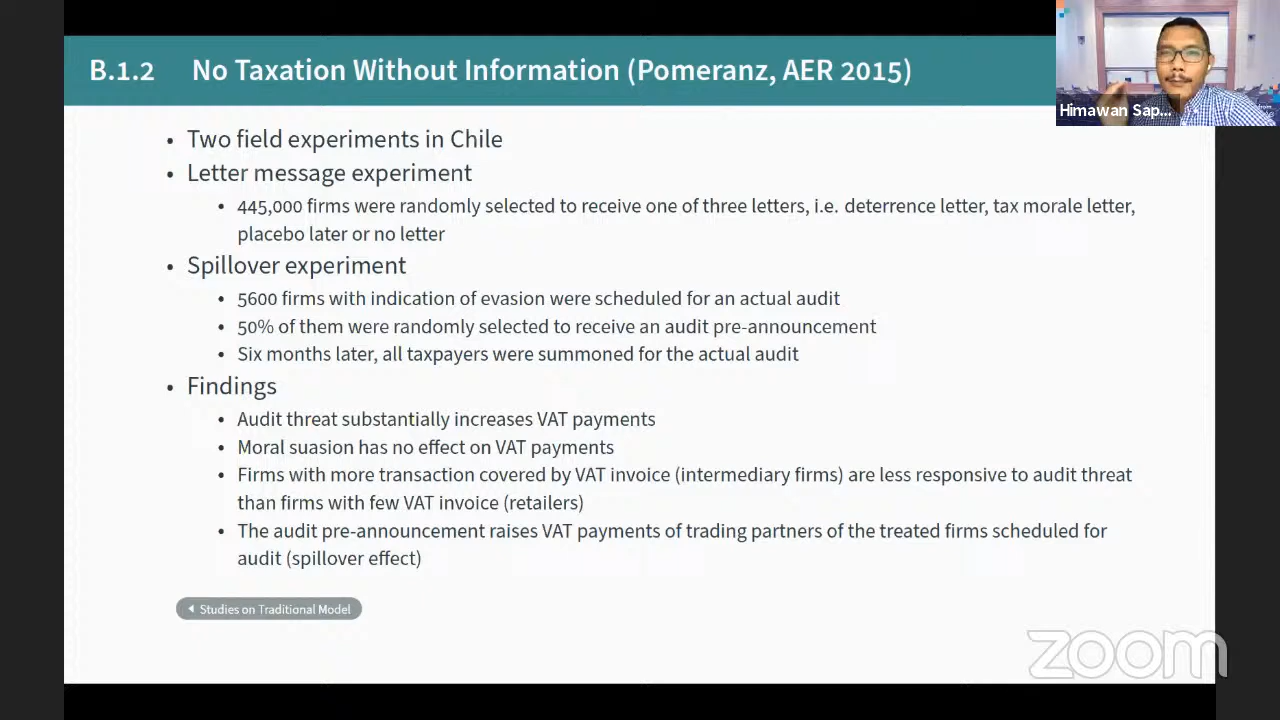 B.1.2 No Taxation Without Information (Pomeranz, AER 2015)
Himawan Sap...
• Two field experiments in Chile
• Letter message experiment
• 445,000 firms were randomly selected to receive one of three letters, i.e. deterrence letter, tax morale letter,
placebo later or no letter
• Spillover experiment
• 5600 firms with indication of evasion were scheduled for an actual audit
• 50% of them were randomly selected to receive an audit pre-announcement
• Six months later, all taxpayers were summoned for the actual audit
• Findings
• Audit threat substantially increases VAT payments
• Moral suasion has no effect on VAT payments
• Firms with more transaction covered by VAT invoice (intermediary firms) are less responsive to audit threat
than firms with few VAT invoice (retailers)
• The audit pre-announcement raises VAT payments of trading partners of the treated firms scheduled for
audit (spillover effect)
Studies on Traditional Model
zoom